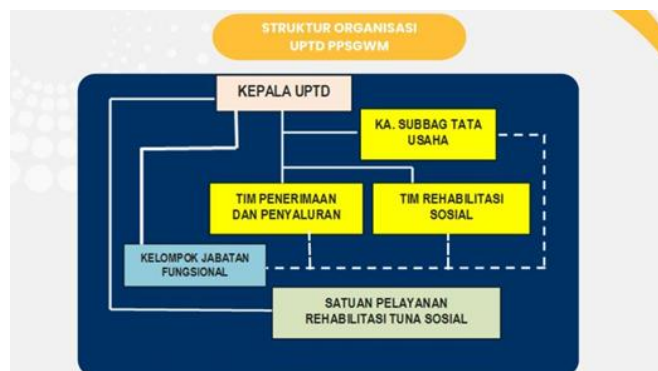 STRUKTUR ORGANISASI
UPTD PPSGWM
KEPALA UPTD
KA. SUBBAG TATA
USAHA
TIM PENERIMAAN
DAN PENYALURAN
TIM REHABILITASI
SOSIAL
KELOMPOK JABATAN
FUNGSIONAL
SATUAN PELAYANAN
REHABILITASI TUNA SOSIAL